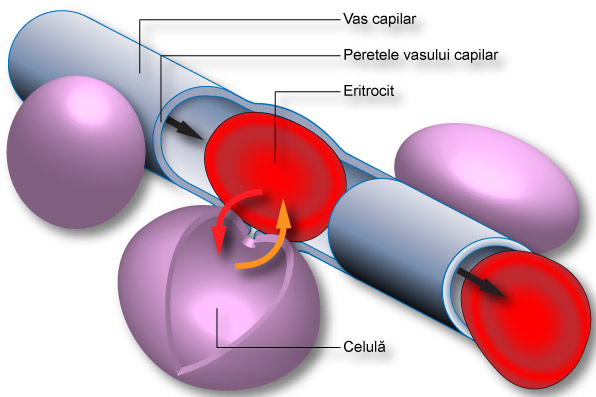 Vas capilar
Peretele vasului capilar
Eritrocit
Celulă